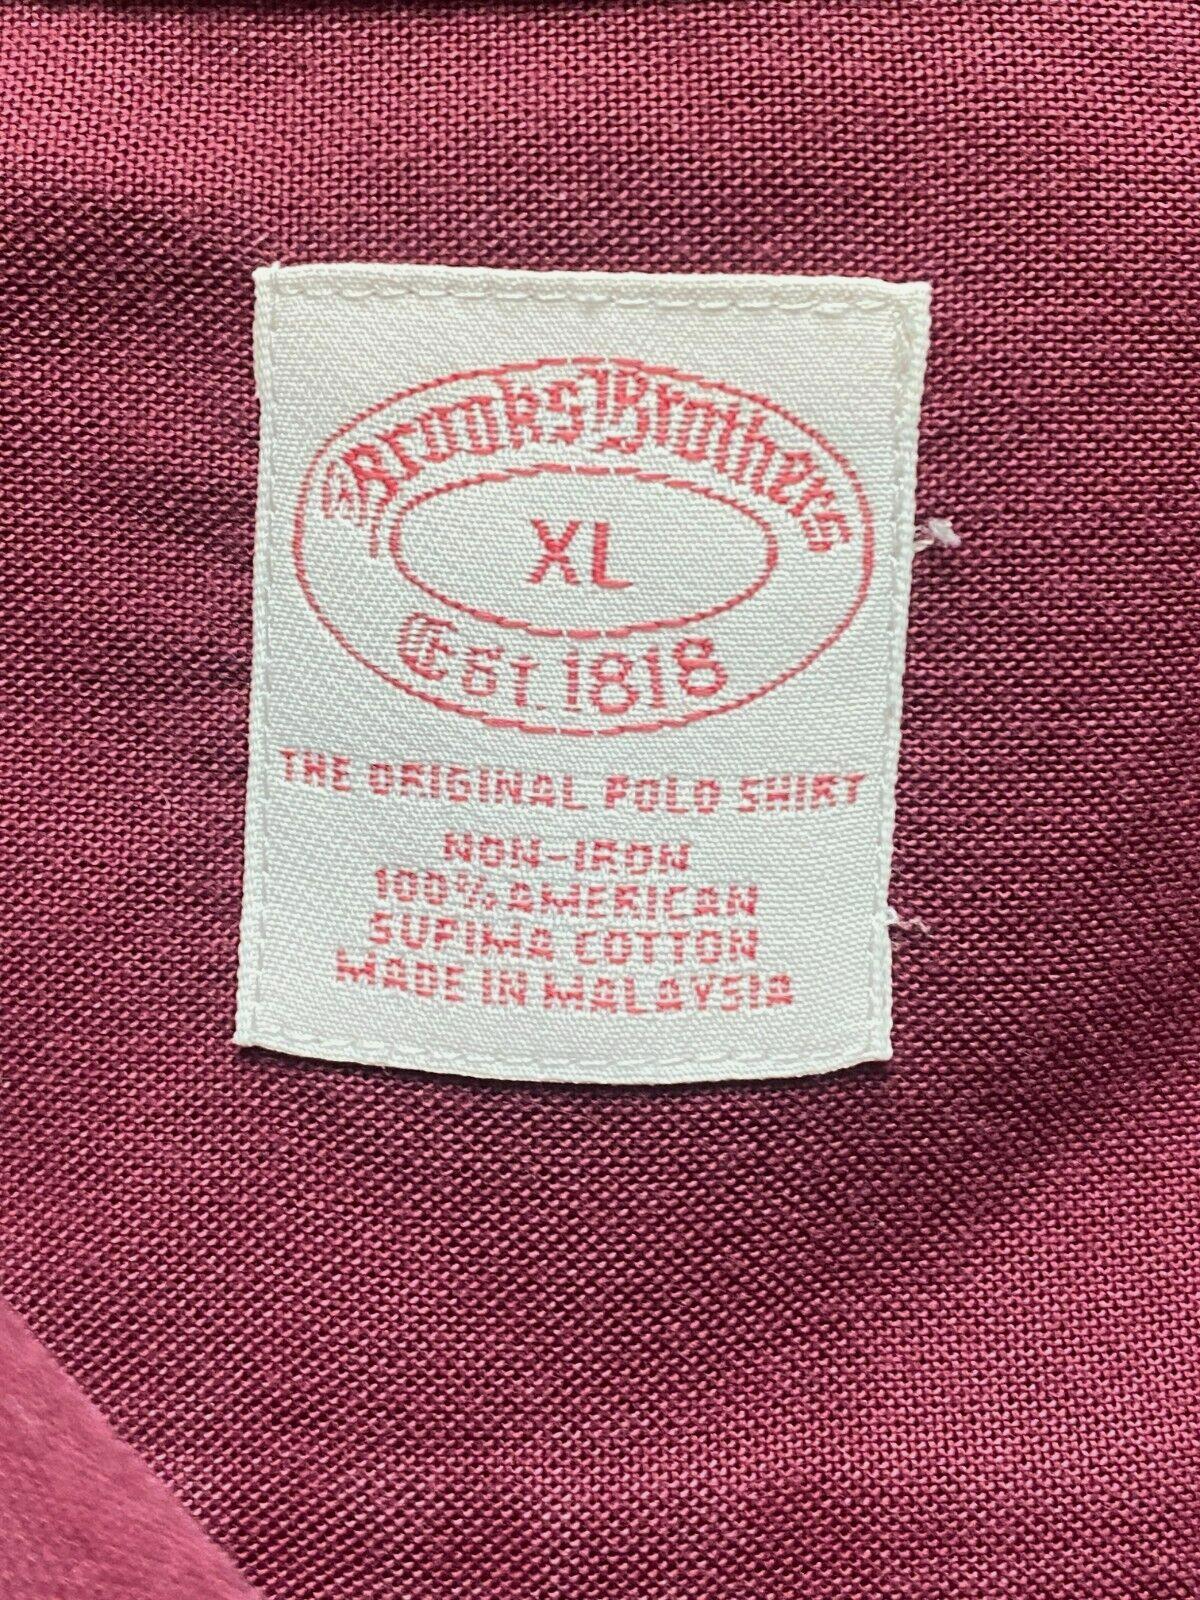 Brooks Brothers
XL
Est. 1818
THE ORIGINAL POLO SHIRT
NON-IRON
100% AMERICAN
SUPIMA COTTON
MADE IN MALAYSIA